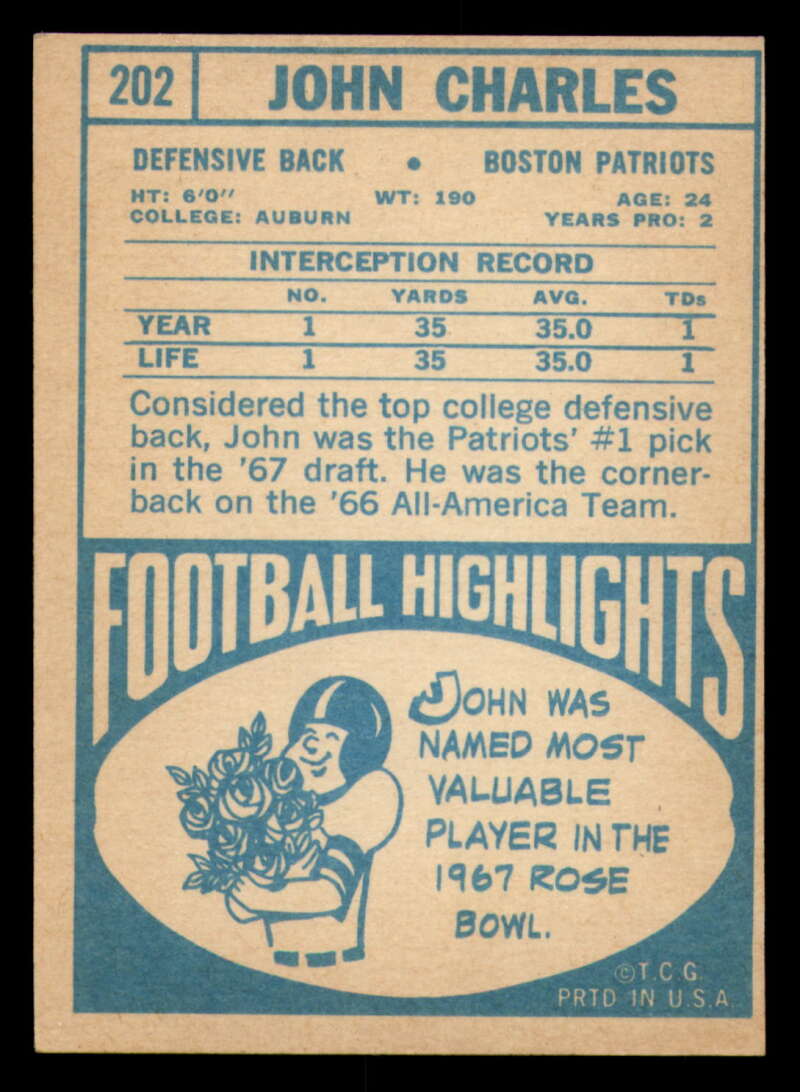 202 JOHN CHARLES
DEFENSIVE BACK • BOSTON PATRIOTS
HT: 6'0" WT: 190 AGE: 24
COLLEGE: AUBURN YEARS PRO: 2
INTERCEPTION RECORD
NO. YARDS AVG. TDs
YEAR 1 35 35.0 1
LIFE 1 35 35.0 1
Considered the top college defensive
back, John was the Patriots' #1 pick
in the '67 draft. He was the corner-
back on the '66 All-America Team.
FOOTBALL HIGHLIGHTS
JOHN WAS
NAMED MOST
VALUABLE
PLAYER IN THE
1967 ROSE
BOWL.
©T.C.G.
PRTD IN U.S.A.